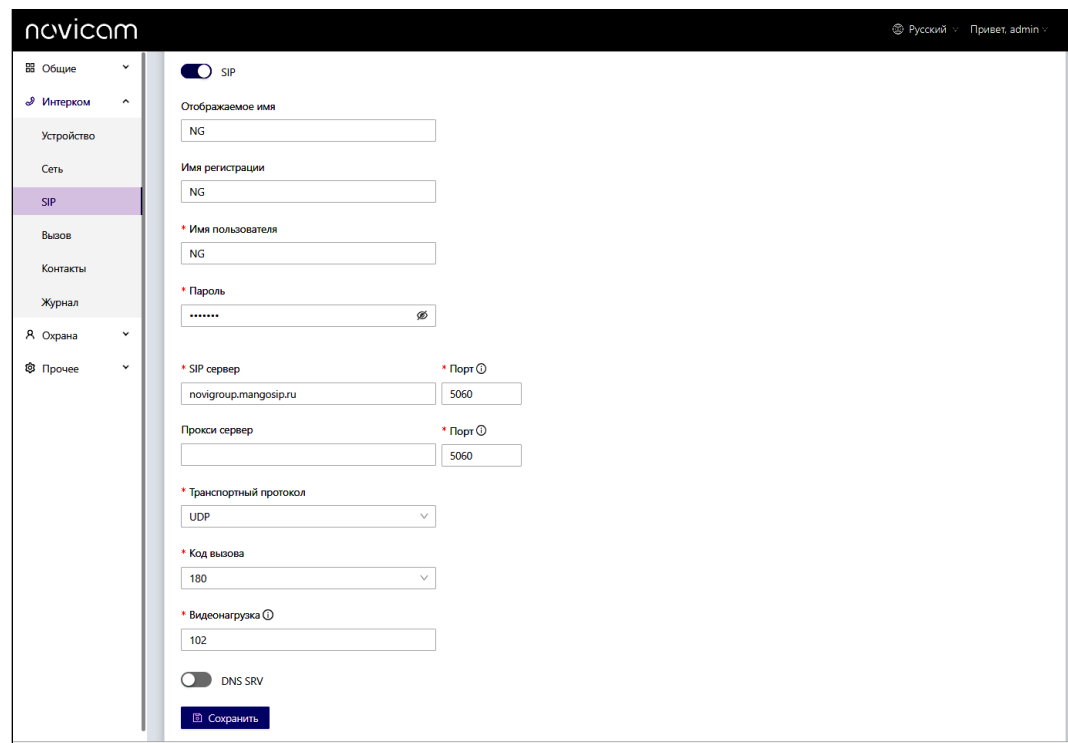 novicam
Русский
Привет, admin
Общие
Интерком
Устройство
Сеть
SIP
Вызов
Контакты
Журнал
Охрана
Прочее
SIP
Отображаемое имя
NG
Имя регистрации
NG
* Имя пользователя
NG
* Пароль
•••••••
* SIP сервер
* Порт
novigroup.mangosip.ru
5060
Прокси сервер
* Порт
5060
* Транспортный протокол
UDP
* Код вызова
180
* Видеонагрузка
102
DNS SRV
Сохранить